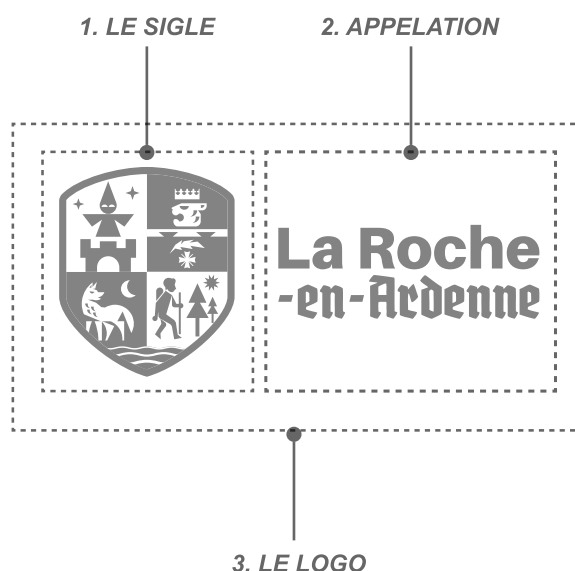 1. LE SIGLE
2. APPELATION
La Roche
-en-Ardenne
3. LE LOGO